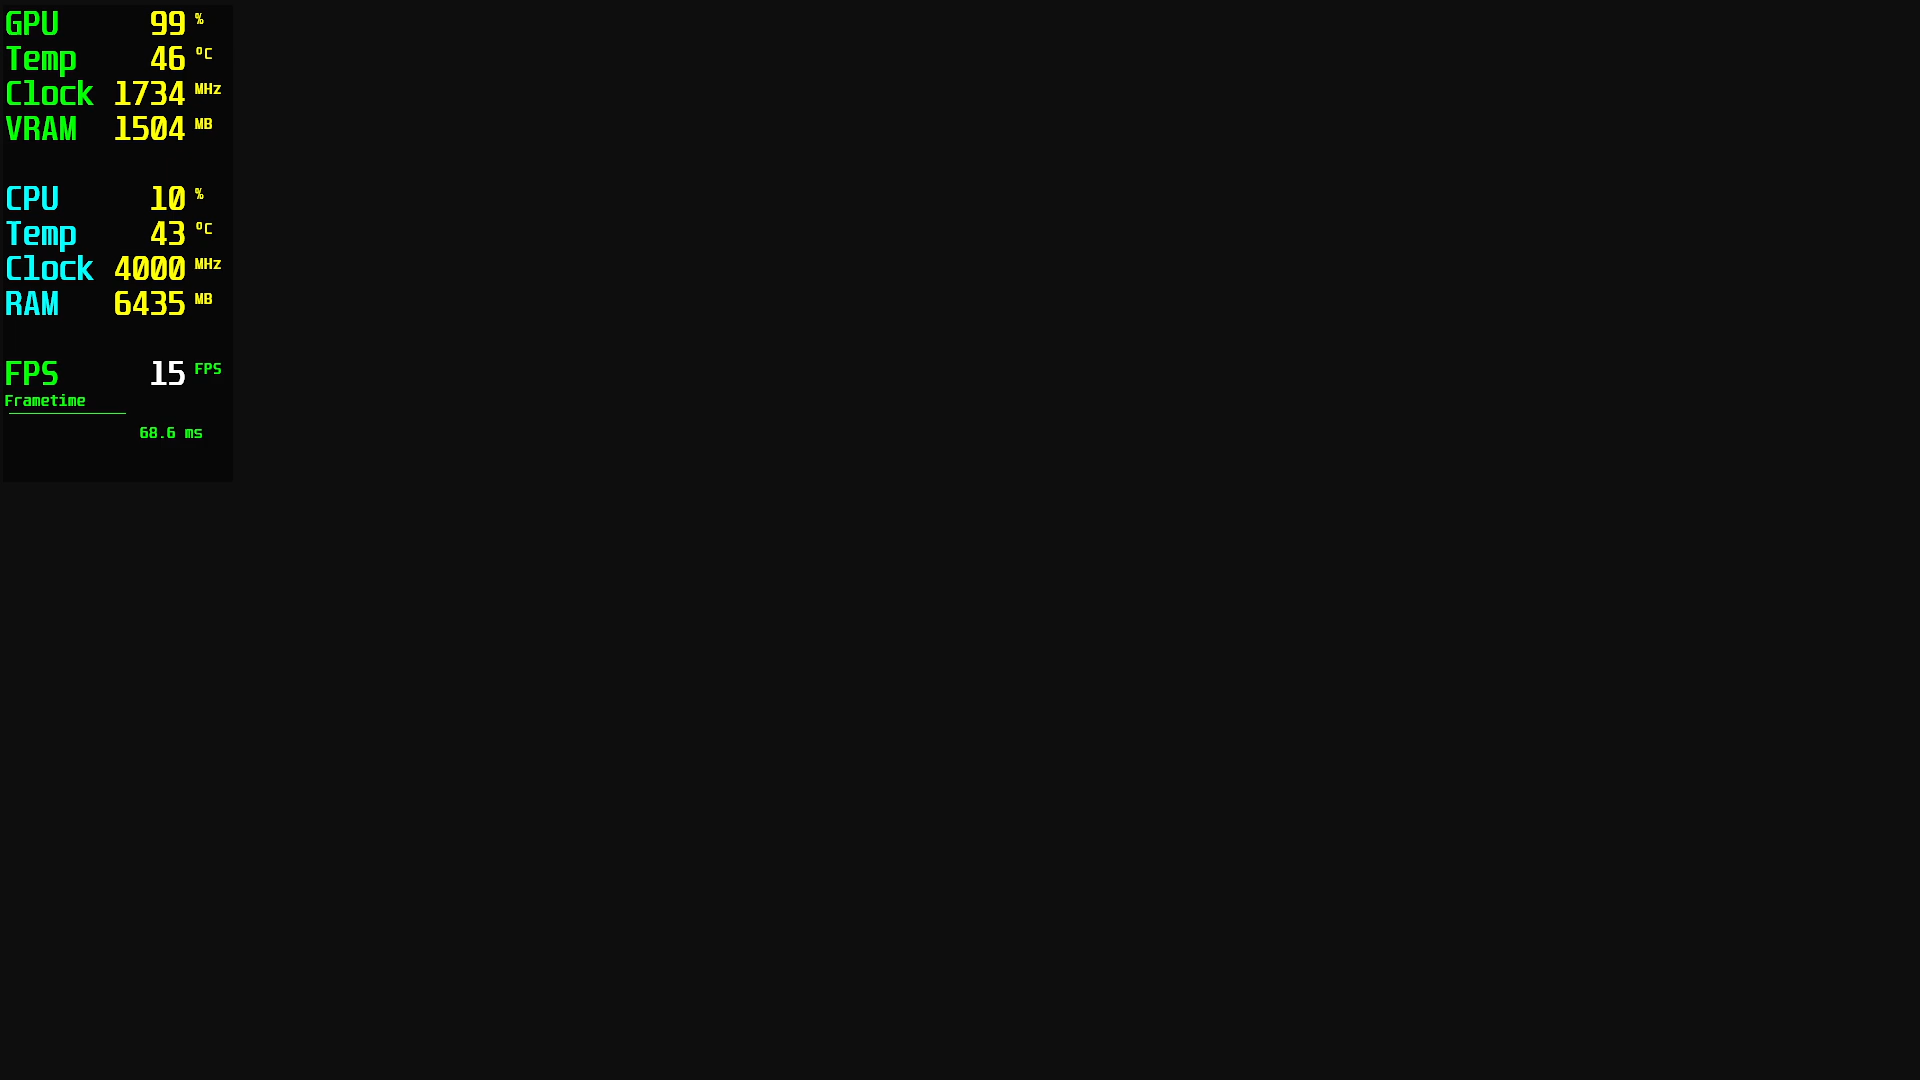 GPU 99 %
Temp 46 °C
Clock 1734 MHz
VRAM 1504 MB
CPU 10 %
Temp 43 °C
Clock 4000 MHz
RAM 6435 MB
FPS 15 FPS
Frametime
68.6 ms